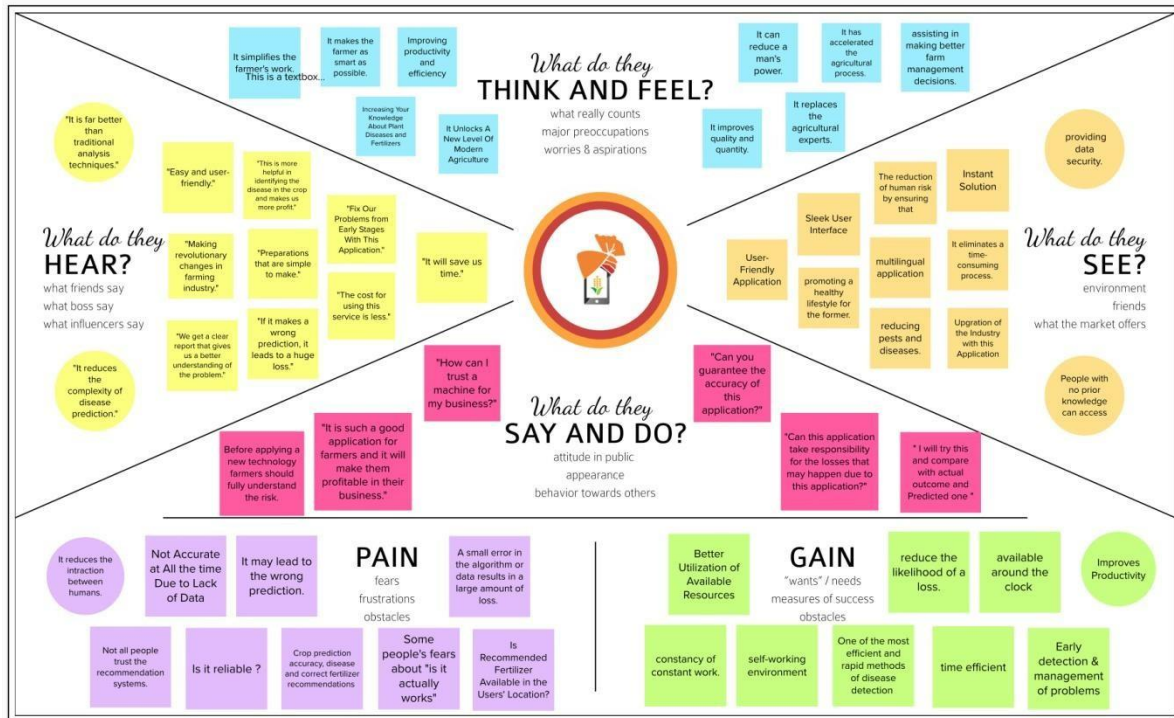 What do they
THINK AND FEEL?
what really counts
major preoccupations
worries & aspirations
It simplifies the
farmer's work.
This is a textbox...
It makes the
farmer as
smart as
possible.
Improving
productivity
and
efficiency
Increasing Your
Knowledge
About Plant
Diseases and
Fertilizers
It Unlocks A
New Level Of
Modern
Agriculture
It can
reduce a
man's
power.
It has
accelerated
the
agricultural
process.
assisting in
making better
farm
management
decisions.
It improves
quality and
quantity.
It replaces
the
agricultural
experts.
What do they
HEAR?
what friends say
what boss say
what influencers say
"It is far better
than
traditional
analysis
techniques."
"Easy and user-
friendly."
"This is more
helpful in
identifying the
disease in the crop
and makes us
more profit."
"Fix Our
Problems from
Early Stages
With This
Application."
"Making
revolutionary
changes in
farming
industry."
"Preparations
that are simple
to make."
"It will save us
time."
"The cost for
using this
service is less."
"We get a clear
report that gives
us a better
understanding of
the problem."
"If it makes a
wrong
prediction, it
leads to a huge
loss."
"It reduces
the
complexity of
disease
prediction."
What do they
SEE?
environment
friends
what the market offers
providing
data
security.
The reduction
of human risk
by ensuring
that
Instant
Solution
Sleek User
Interface
User-
Friendly
Application
multilingual
application
It eliminates a
time-
consuming
process.
promoting a
healthy
lifestyle for
the former.
reducing
pests and
diseases.
Upgration of
the Industry
with this
Application
People with
no prior
knowledge
can access
What do they
SAY AND DO?
attitude in public
appearance
behavior towards others
"How can I
trust a
machine for
my business?"
"It is such a good
application for
farmers and it will
make them
profitable in their
business."
Before applying a
new technology
farmers should
fully understand
the risk.
"Can you
guarantee the
accuracy of
this
application?"
"Can this application
take responsibility
for the losses that
may happen due to
this application?"
" I will try this
and compare
with actual
outcome and
Predicted one "
PAIN
fears
frustrations
obstacles
It reduces the
intraction
between
humans.
Not Accurate
at All the time
Due to Lack
of Data
It may lead to
the wrong
prediction.
A small error in
the algorithm or
data results in a
large amount of
loss.
Not all people
trust the
recommendation
systems.
Is it reliable ?
Crop prediction
accuracy, disease
and correct fertilizer
recommendations
Some
people's fears
about "is it
actually
works"
Is
Recommended
Fertilizer
Available in the
Users' Location?
GAIN
"wants" / needs
measures of success
obstacles
Better
Utilization of
Available
Resources
reduce the
likelihood of a
loss.
available
around the
clock
Improves
Productivity
constancy of
constant work.
self-working
environment
One of the most
efficient and
rapid methods
of disease
detection
time efficient
Early
detection &
management
of problems